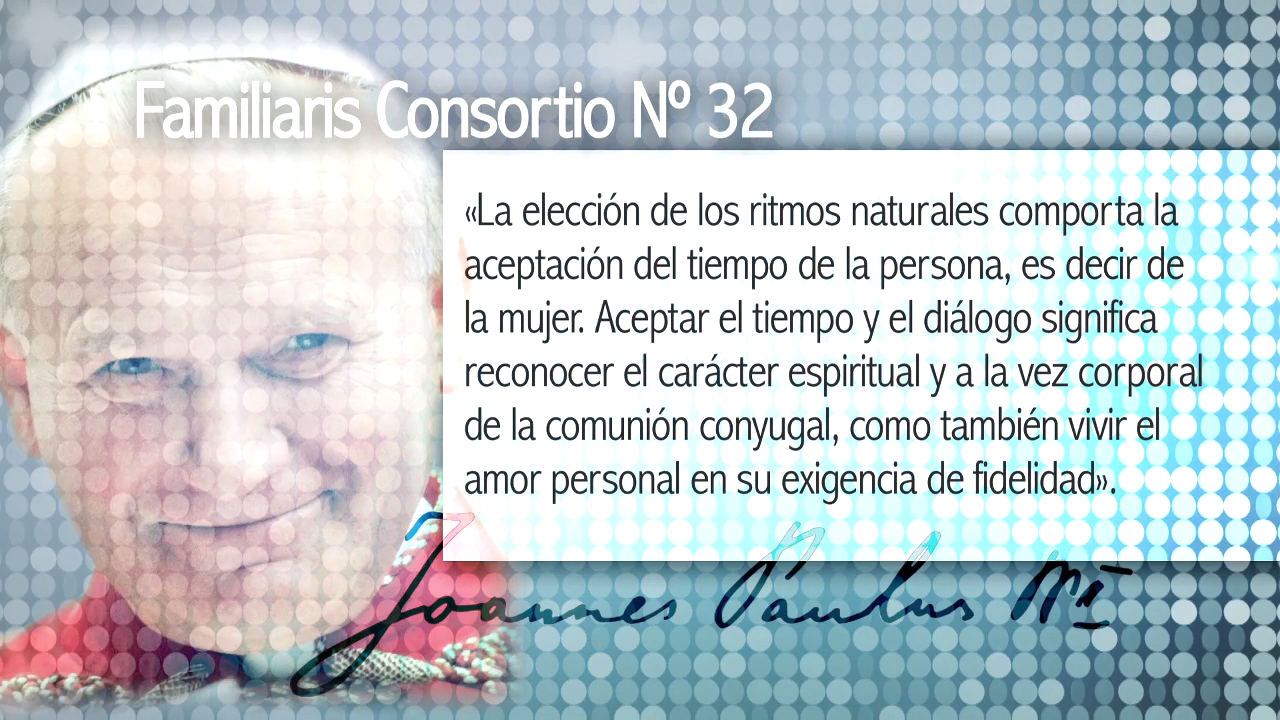 Familiaris Consortio Nº 32
«La elección de los ritmos naturales comporta la
aceptación del tiempo de la persona, es decir de
la mujer. Aceptar el tiempo y el diálogo significa
reconocer el carácter espiritual y a la vez corporal
de la comunión conyugal, como también vivir el
amor personal en su exigencia de fidelidad».
Joannes Paulus